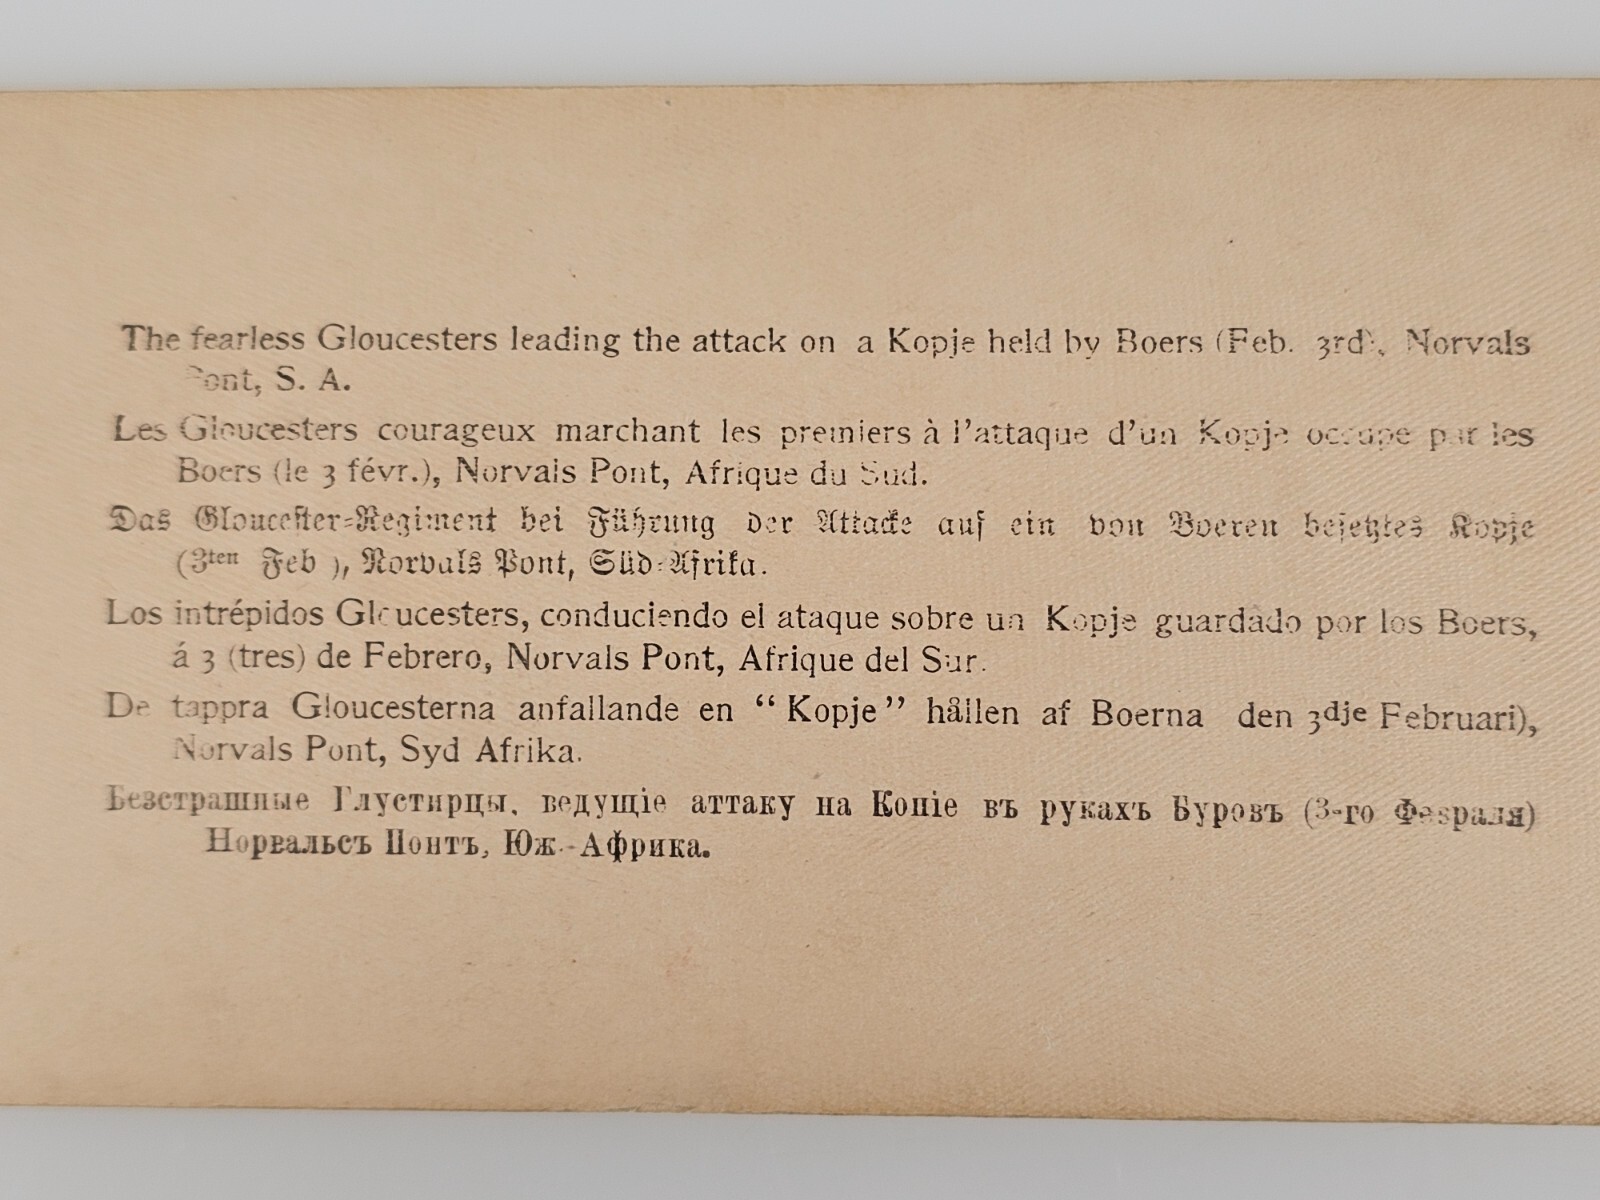 The fearless Gloucesters leading the attack on a Kopje held by Boers (Feb. 3rd), Norvals
Pont, S. A.
Les Gloucesters courageux marchant les premiers à l'attaque d'un Kopje occupe par les
Boers (le 3 févr.), Norvals Pont, Afrique du Sud.
Das Gloucester-Regiment bei Führung der Attacke auf ein von Boeren besetztes Kopje
(3ten Feb ), Norvals Pont, Süd-Afrika.
Los intrépidos Gloucesters, conduciendo el ataque sobre un Kopje guardado por los Boers,
á 3 (tres) de Febrero, Norvals Pont, Afrique del Sur.
De tappra Gloucesterna anfallande en "Kopje" hållen af Boerna den 3dje Februari),
Norvals Pont, Syd Afrika.
Безстрашные Глустирцы, ведущіе аттаку на Копіе въ рукахъ Буровъ (3-го Февраля)
Норвальсъ Понтъ, Юж.-Африка.